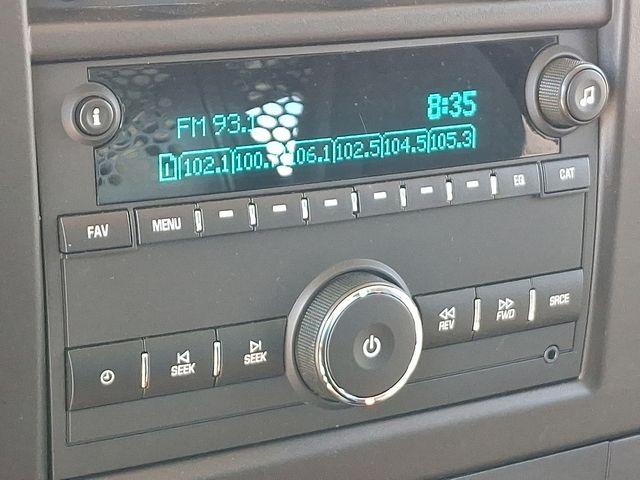 FM 93.1 8:35
1 102.1 100. 106.1 102.5 104.5 105.3
FAV MENU EQ CAT
SEEK SEEK REV FWD SRCE